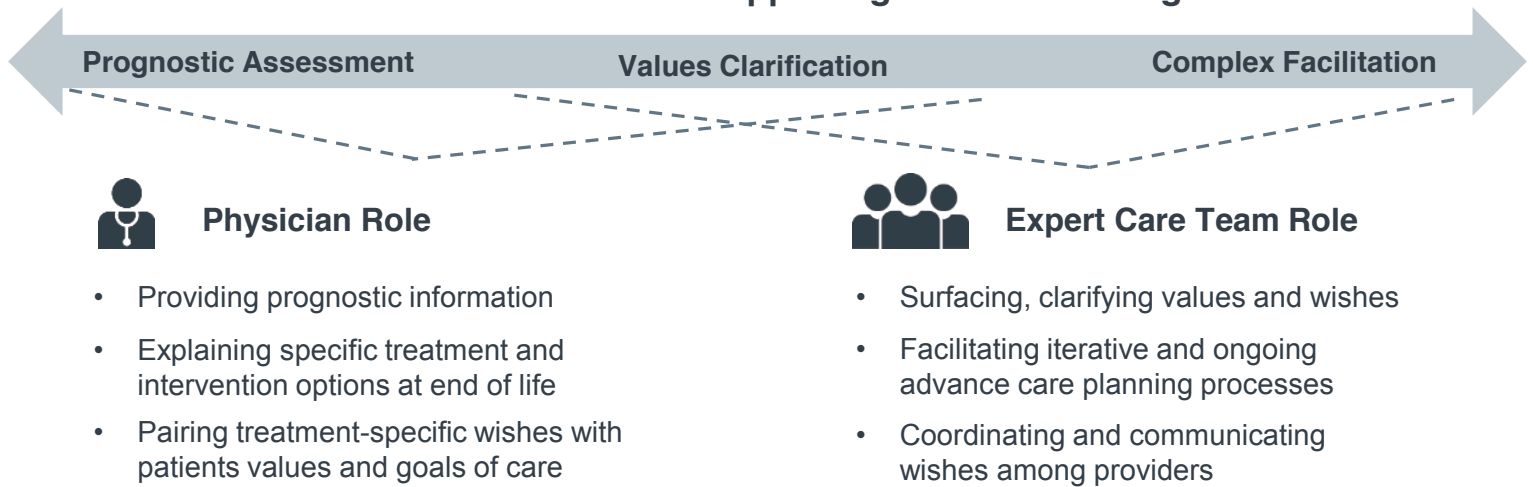 Prognostic Assessment
Values Clarification
Complex Facilitation
Physician Role
• Providing prognostic information
• Explaining specific treatment and
intervention options at end of life
• Pairing treatment-specific wishes with
patients values and goals of care
Expert Care Team Role
• Surfacing, clarifying values and wishes
• Facilitating iterative and ongoing
advance care planning processes
• Coordinating and communicating
wishes among providers